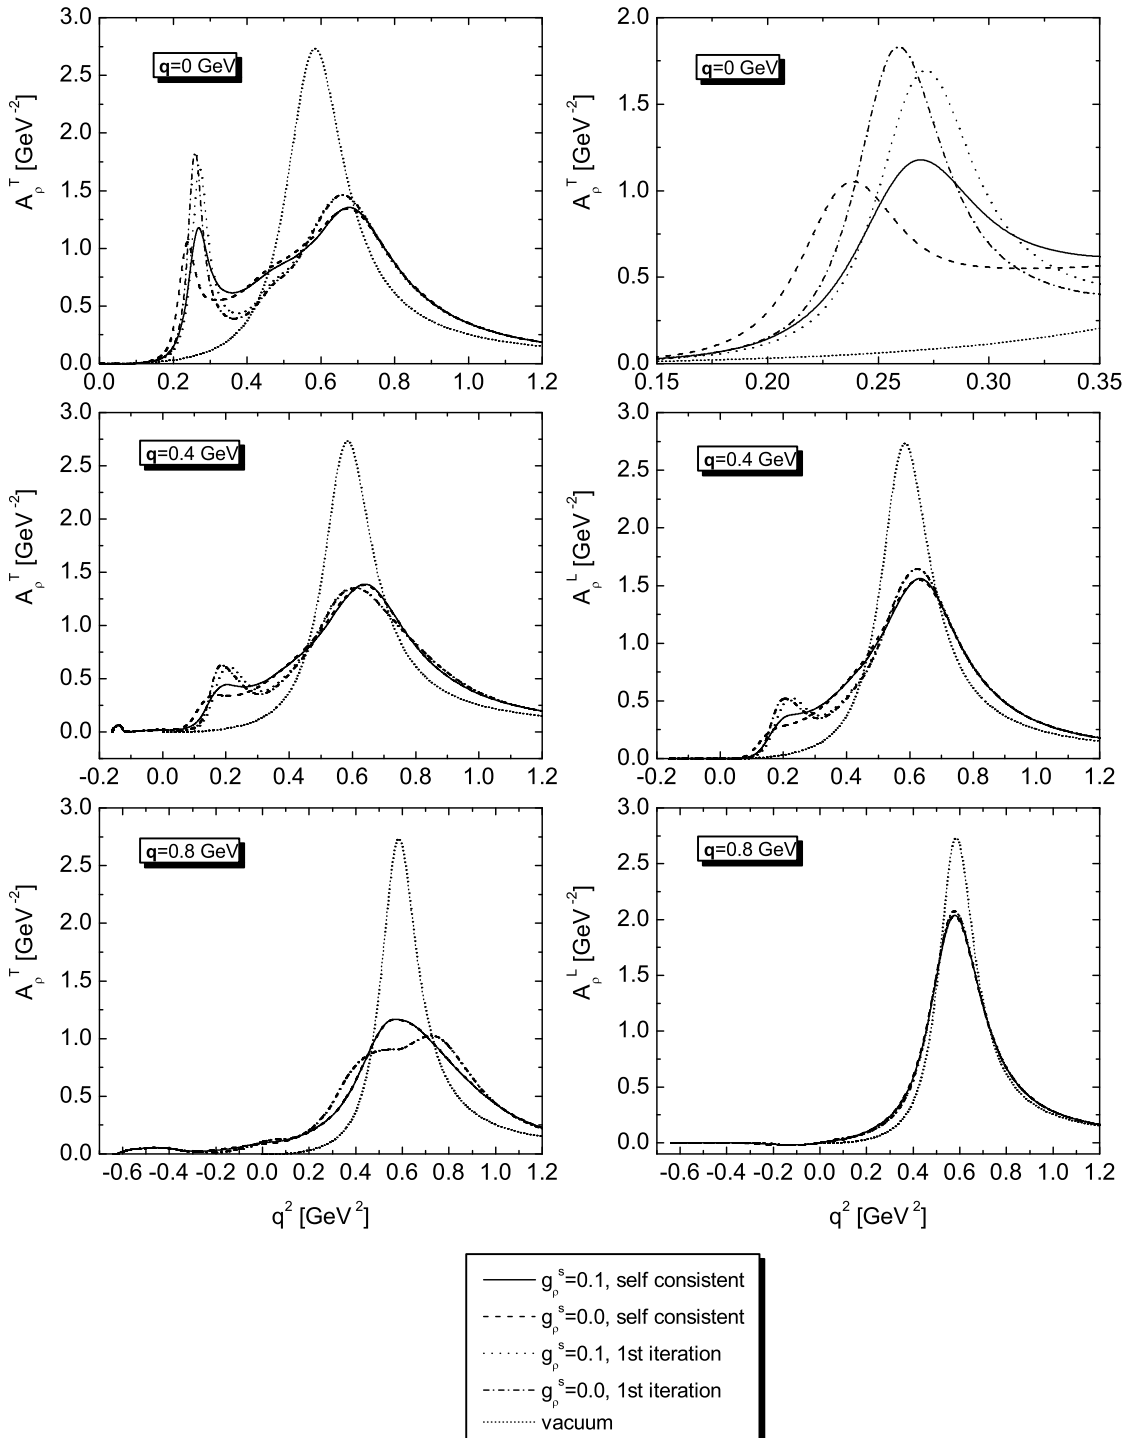 3.0
2.5
2.0
1.5
1.0
0.5
0.0
A_ρ^T [GeV^-2]
q=0 GeV
0.0 0.2 0.4 0.6 0.8 1.0 1.2
2.0
1.5
1.0
0.5
0.0
A_ρ^T [GeV^-2]
q=0 GeV
0.15 0.20 0.25 0.30 0.35
3.0
2.5
2.0
1.5
1.0
0.5
0.0
A_ρ^T [GeV^-2]
q=0.4 GeV
-0.2 0.0 0.2 0.4 0.6 0.8 1.0 1.2
3.0
2.5
2.0
1.5
1.0
0.5
0.0
A_ρ^L [GeV^-2]
q=0.4 GeV
-0.2 0.0 0.2 0.4 0.6 0.8 1.0 1.2
3.0
2.5
2.0
1.5
1.0
0.5
0.0
A_ρ^T [GeV^-2]
q=0.8 GeV
-0.6 -0.4 -0.2 0.0 0.2 0.4 0.6 0.8 1.0 1.2
q^2 [GeV^2]
3.0
2.5
2.0
1.5
1.0
0.5
0.0
A_ρ^L [GeV^-2]
q=0.8 GeV
-0.6 -0.4 -0.2 0.0 0.2 0.4 0.6 0.8 1.0 1.2
q^2 [GeV^2]
g_ρ^s=0.1, self consistent
g_ρ^s=0.0, self consistent
g_ρ^s=0.1, 1st iteration
g_ρ^s=0.0, 1st iteration
vacuum